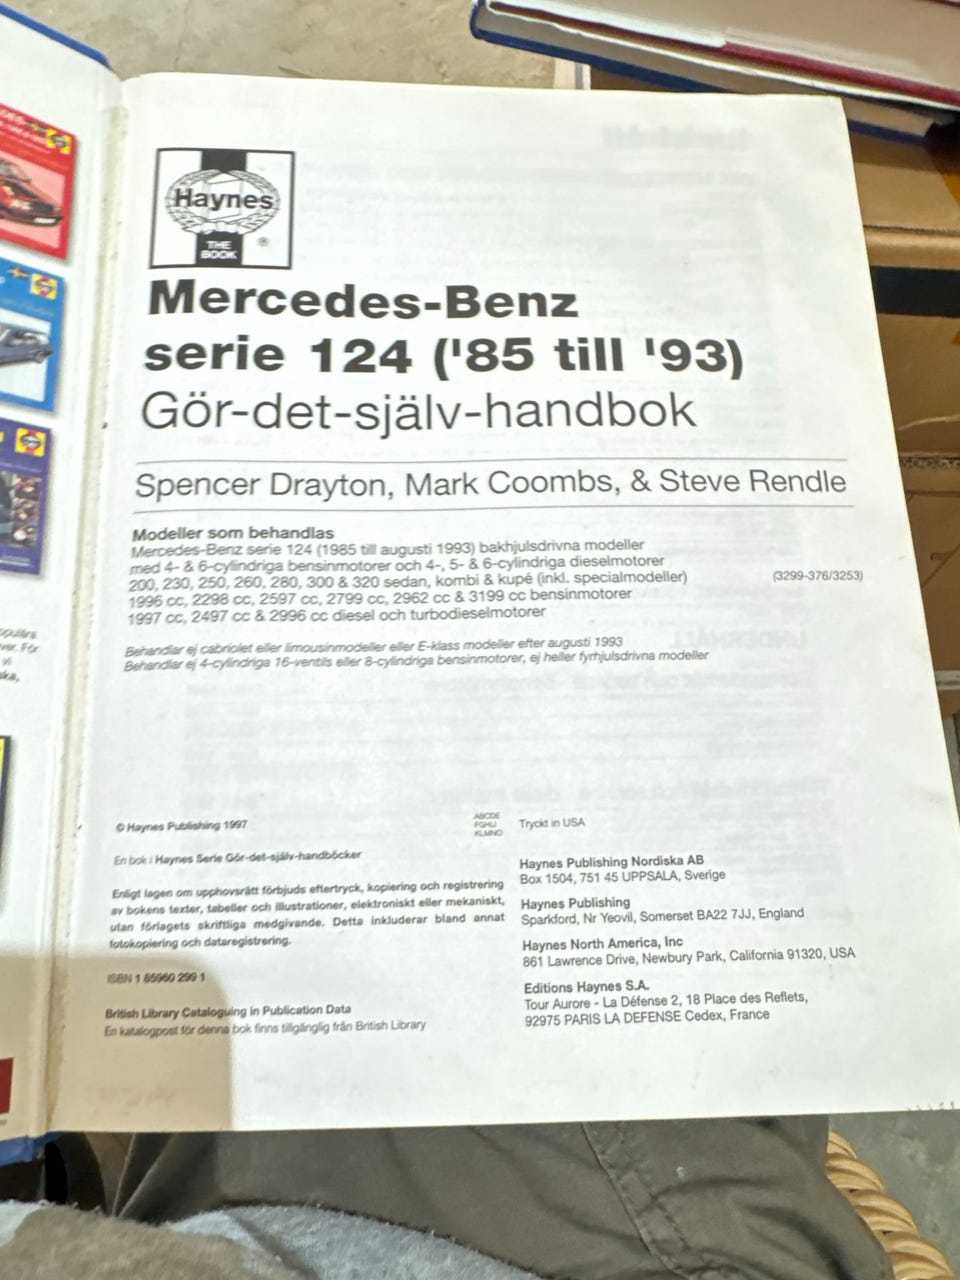 Haynes
THE
BOOK
®
Mercedes-Benz
serie 124 ('85 till '93)
Gör-det-själv-handbok
Spencer Drayton, Mark Coombs, & Steve Rendle
Modeller som behandlas
Mercedes-Benz serie 124 (1985 till augusti 1993) bakhjulsdrivna modeller
med 4- & 6-cylindriga bensinmotorer och 4-, 5- & 6-cylindriga dieselmotorer
200, 230, 250, 260, 280, 300 & 320 sedan, kombi & kupé (inkl. specialmodeller)
(3299-376/3253)
1996 cc, 2298 cc, 2597 cc, 2799 cc, 2962 cc & 3199 cc bensinmotorer
1997 cc, 2497 cc & 2996 cc diesel och turbodieselmotorer
Behandlar ej cabriolet eller limousinmodeller eller E-klass modeller efter augusti 1993
Behandlar ej 4-cylindriga 16-ventils eller 8-cylindriga bensinmotorer, ej heller fyrhjulsdrivna modeller
© Haynes Publishing 1997
En bok i Haynes Serie Gör-det-själv-handböcker
Enligt lagen om upphovsrätt förbjuds eftertryck, kopiering och registrering
av bokens texter, tabeller och illustrationer, elektroniskt eller mekaniskt,
utan förlagets skriftliga medgivande. Detta inkluderar bland annat
fotokopiering och dataregistrering.
ISBN 1 85960 299 1
British Library Cataloguing in Publication Data
En katalogpost för denna bok finns tillgänglig från British Library
ABCDE
FGHIJ
KLMNO
Tryckt in USA
Haynes Publishing Nordiska AB
Box 1504, 751 45 UPPSALA, Sverige
Haynes Publishing
Sparkford, Nr Yeovil, Somerset BA22 7JJ, England
Haynes North America, Inc
861 Lawrence Drive, Newbury Park, California 91320, USA
Editions Haynes S.A.
Tour Aurore - La Défense 2, 18 Place des Reflets,
92975 PARIS LA DEFENSE Cedex, France